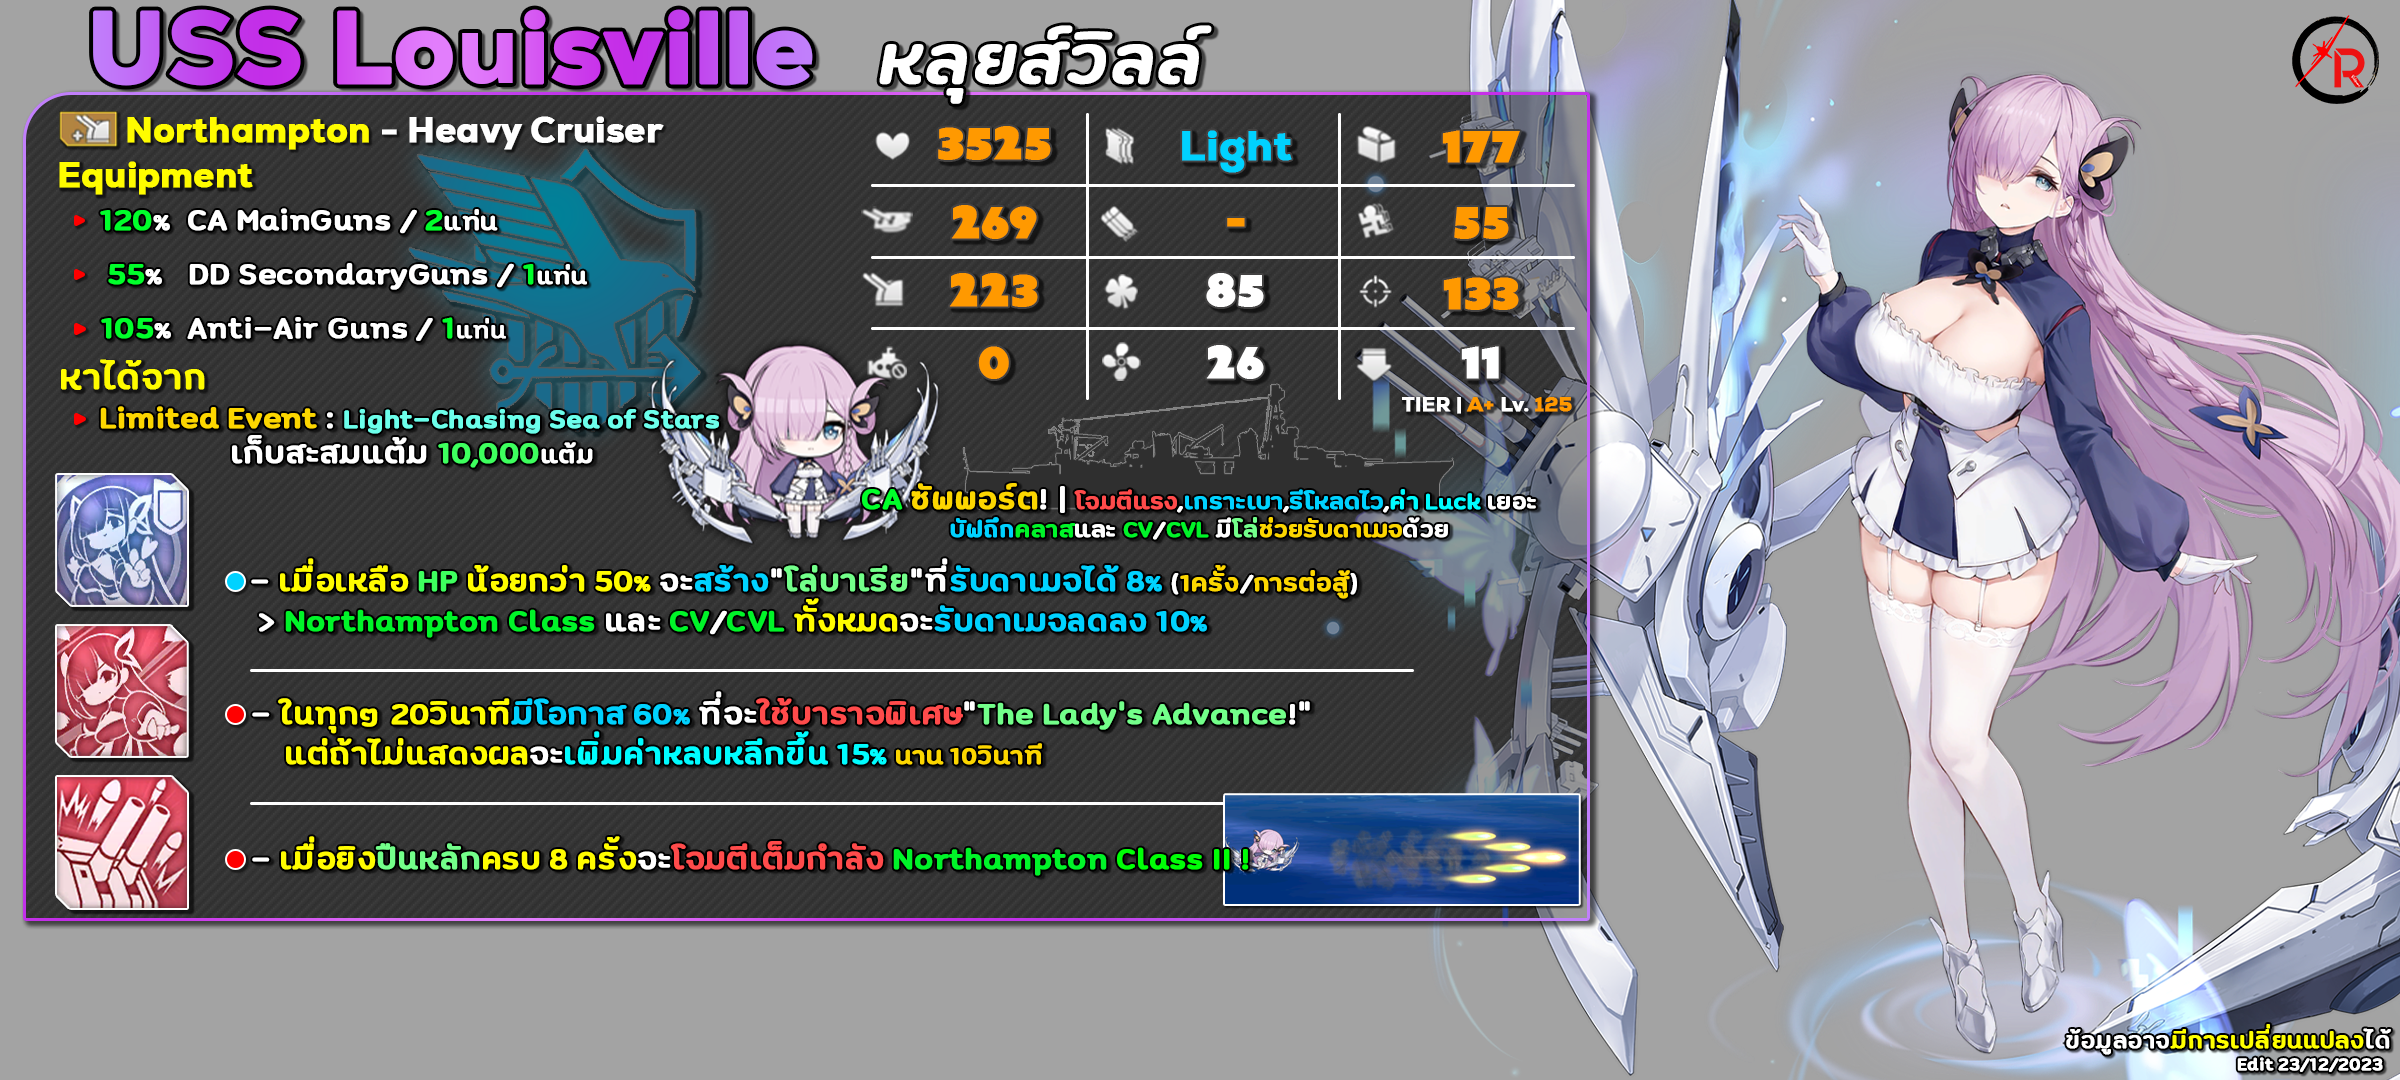 USS Louisville หลุยส์วิลล์
R
Northampton - Heavy Cruiser
Equipment
120% CA MainGuns / 2แท่น
55% DD SecondaryGuns / 1แท่น
105% Anti-Air Guns / 1แท่น
หาได้จาก
Limited Event : Light-Chasing Sea of Stars
เก็บสะสมแต้ม 10,000แต้ม
3525 Light 177
269 - 55
223 85 133
0 26 11
TIER | A+ Lv. 125
CA ซัพพอร์ต! | โจมตีแรง,เกราะเบา,รีโหลดไว,ค่า Luck เยอะ
บัฟถึกคลาสและ CV/CVL มีโล่ช่วยรับดาเมจด้วย
- เมื่อเหลือ HP น้อยกว่า 50% จะสร้าง"โล่บาเรีย"ที่รับดาเมจได้ 8% (1ครั้ง/การต่อสู้)
> Northampton Class และ CV/CVL ทั้งหมดจะรับดาเมจลดลง 10%
- ในทุกๆ 20วินาทีมีโอกาส 60% ที่จะใช้บาราจพิเศษ"The Lady's Advance!"
แต่ถ้าไม่แสดงผลจะเพิ่มค่าหลบหลีกขึ้น 15% นาน 10วินาที
- เมื่อยิงปืนหลักครบ 8 ครั้งจะโจมตีเต็มกำลัง Northampton Class II !
ข้อมูลอาจมีการเปลี่ยนแปลงได้
Edit 23/12/2023